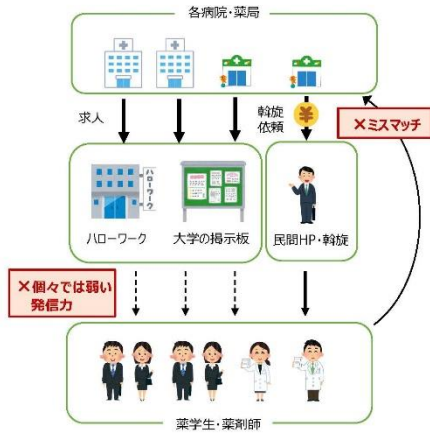 各病院・薬局
求人
斡旋
依頼
¥
×ミスマッチ
ハローワーク
ハローワーク
大学の掲示板
民間HP・斡旋
×個々では弱い
発信力
薬学生・薬剤師